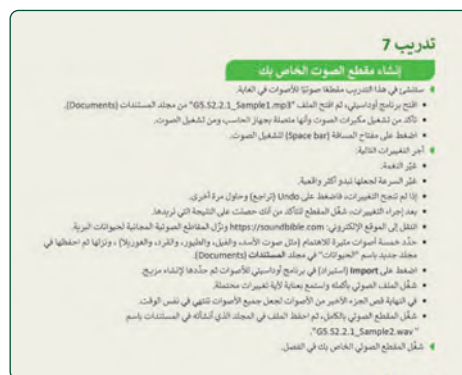 تدريب 7
إنشاء مقطع الصوت الخاص بك
ستنشئ في هذا التدريب مقطعًا صوتيًا للأصوات في الغابة.
افتح برنامج أوداسيتي، ثم افتح الملف "G5.S2.2.1_Sample1.mp3" من مجلد المستندات (Documents).
تأكد من تشغيل مكبرات الصوت وأنها متصلة بجهاز الحاسب، ومن تشغيل الصوت.
اضغط على مفتاح المسافة (Space bar) لتشغيل الصوت.
أجرِ التغييرات التالية:
غيّر النغمة.
غيّر السرعة لجعلها تبدو أكثر واقعية.
إذا لم تنجح التغييرات، فاضغط على Undo (تراجع) وحاول مرة أخرى.
بعد إجراء التغييرات، شغّل المقطع للتأكد من أنك حصلت على النتيجة التي تريدها.
انتقل إلى الموقع الإلكتروني: https://soundbible.com ونزّل المقاطع الصوتية المجانية لحيوانات البرية.
حدّد خمسة أصوات مثيرة للاهتمام (مثل صوت الأسد، والفيل، والطيور، والقرد، والغوريلا) ، ونزلها ثم احفظها في
مجلد جديد باسم "الحيوانات" في مجلد المستندات (Documents).
اضغط على Import (استيراد) في برنامج أوداسيتي للأصوات ثم حدّدها لإنشاء مزيج.
شغّل الملف الصوتي بأكمله واستمع بعناية لأية تغييرات محتملة.
في النهاية قص الجزء الأخير من الأصوات لجعل جميع الأصوات تنتهي في نفس الوقت.
شغّل المقطع الصوتي بالكامل، ثم احفظ الملف في المجلد الذي أنشأته في المستندات باسم
"G5.S2.2.1_Sample2.wav".
شغّل المقطع الصوتي الخاص بك في الفصل.